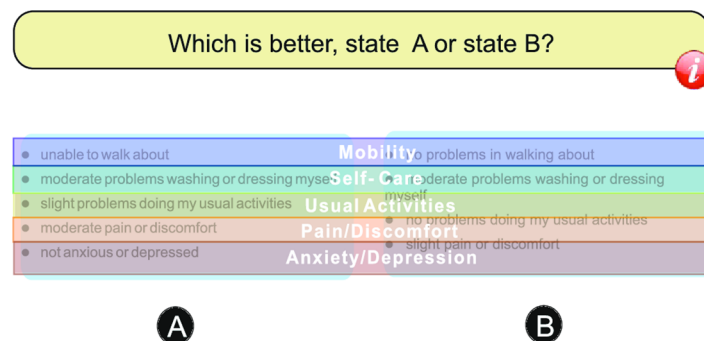 Which is better, state A or state B?
i
Mobility
Self-Care
Usual Activities
Pain/Discomfort
Anxiety/Depression
unable to walk about
moderate problems washing or dressing myself
slight problems doing my usual activities
moderate pain or discomfort
not anxious or depressed
no problems in walking about
moderate problems washing or dressing
myself
no problems doing my usual activities
slight pain or discomfort
A
B